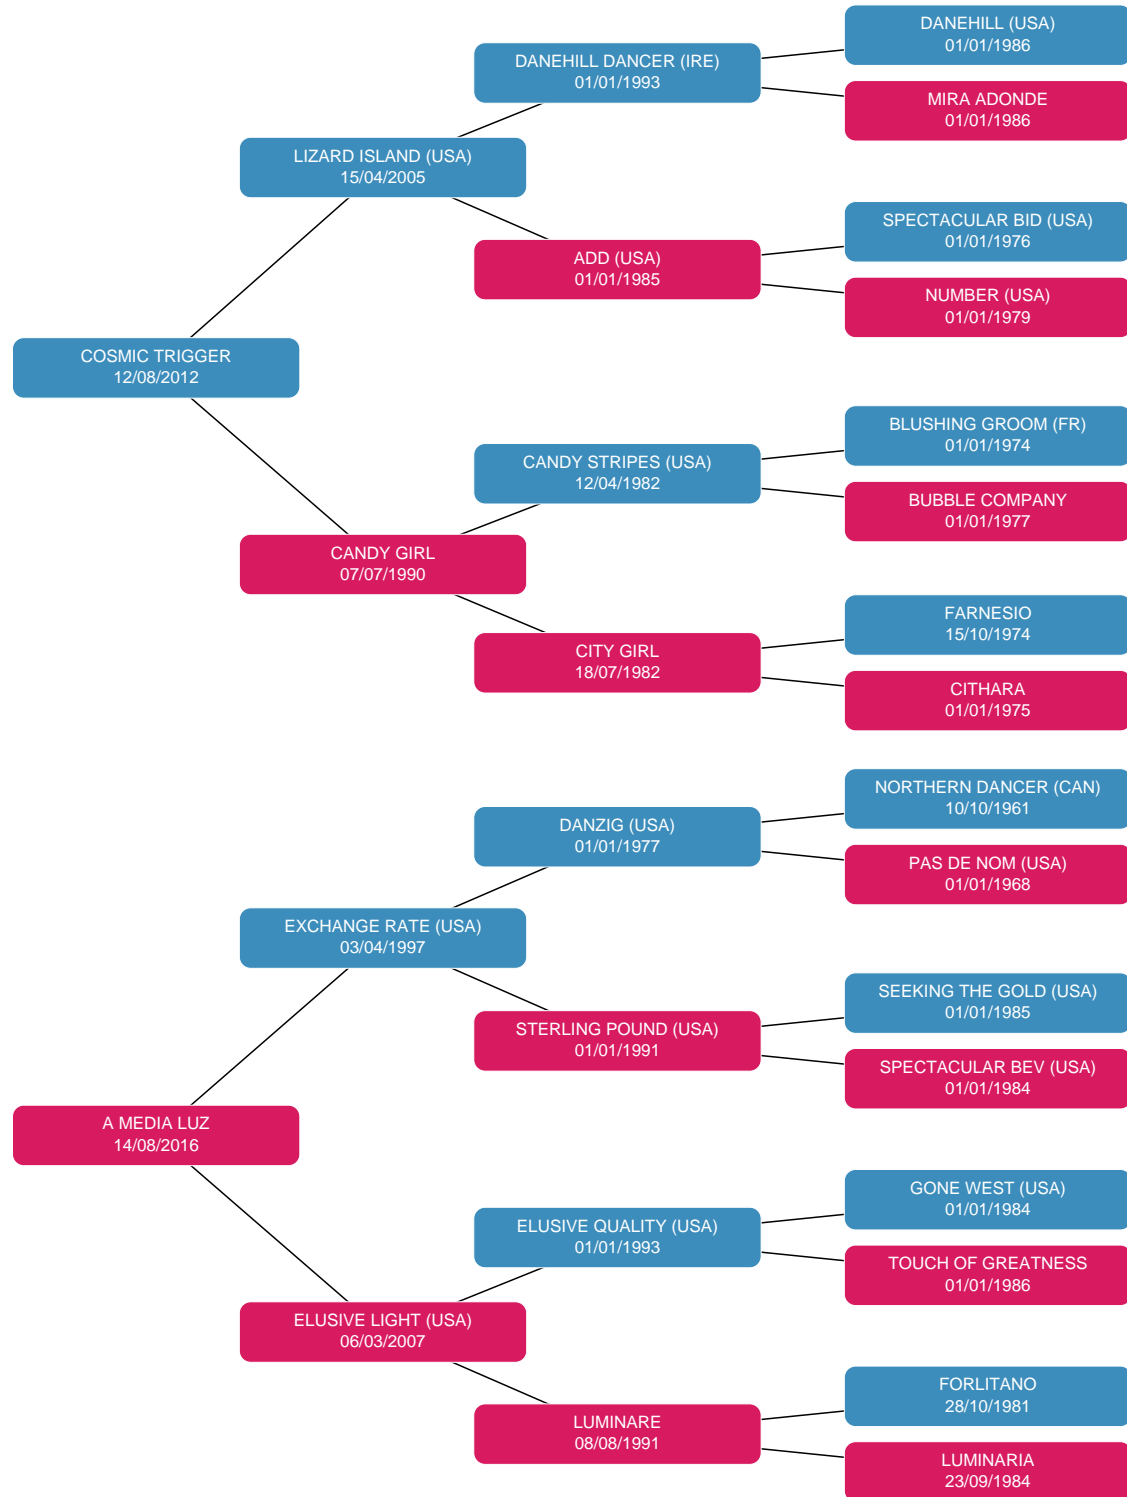 DANEHILL (USA)
01/01/1986
DANEHILL DANCER (IRE)
01/01/1993
MIRA ADONDE
01/01/1986
LIZARD ISLAND (USA)
15/04/2005
SPECTACULAR BID (USA)
01/01/1976
ADD (USA)
01/01/1985
NUMBER (USA)
01/01/1979
COSMIC TRIGGER
12/08/2012
BLUSHING GROOM (FR)
01/01/1974
CANDY STRIPES (USA)
12/04/1982
BUBBLE COMPANY
01/01/1977
CANDY GIRL
07/07/1990
FARNESIO
15/10/1974
CITY GIRL
18/07/1982
CITHARA
01/01/1975
NORTHERN DANCER (CAN)
10/10/1961
DANZIG (USA)
01/01/1977
PAS DE NOM (USA)
01/01/1968
EXCHANGE RATE (USA)
03/04/1997
SEEKING THE GOLD (USA)
01/01/1985
STERLING POUND (USA)
01/01/1991
SPECTACULAR BEV (USA)
01/01/1984
A MEDIA LUZ
14/08/2016
GONE WEST (USA)
01/01/1984
ELUSIVE QUALITY (USA)
01/01/1993
TOUCH OF GREATNESS
01/01/1986
ELUSIVE LIGHT (USA)
06/03/2007
FORLITANO
28/10/1981
LUMINARE
08/08/1991
LUMINARIA
23/09/1984